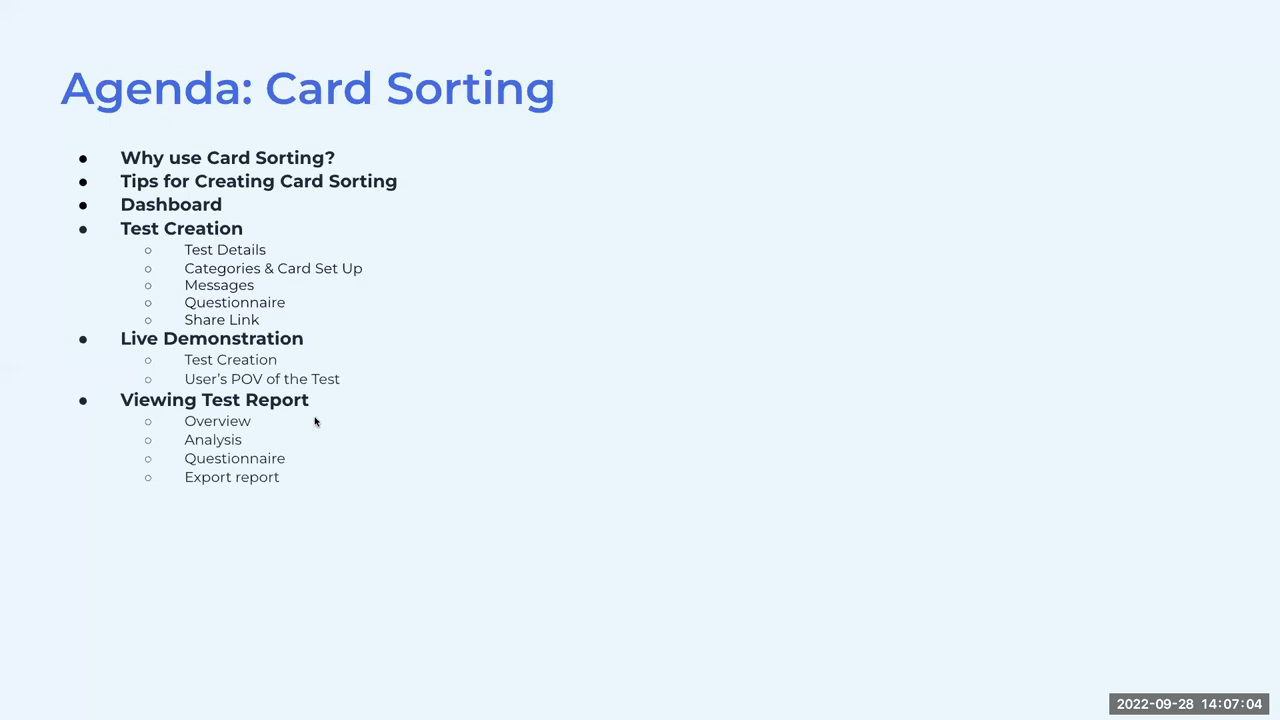 Agenda: Card Sorting
● Why use Card Sorting?
● Tips for Creating Card Sorting
● Dashboard
● Test Creation
○ Test Details
○ Categories & Card Set Up
○ Messages
○ Questionnaire
○ Share Link
● Live Demonstration
○ Test Creation
○ User’s POV of the Test
● Viewing Test Report
○ Overview
○ Analysis
○ Questionnaire
○ Export report
2022-09-28 14:07:04